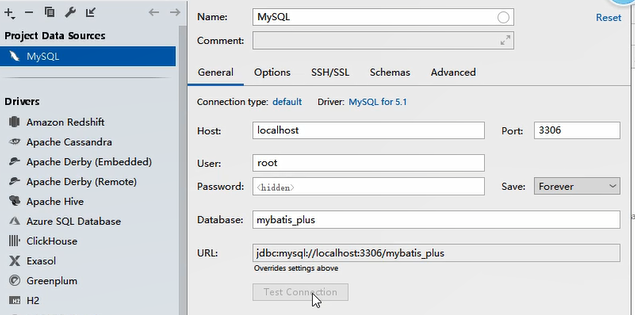 Project Data Sources
MySQL
Drivers
Amazon Redshift
Apache Cassandra
Apache Derby (Embedded)
Apache Derby (Remote)
Apache Hive
Azure SQL Database
ClickHouse
Exasol
Greenplum
H2
Name: MySQL Reset
Comment:
General Options SSH/SSL Schemas Advanced
Connection type: default Driver: MySQL for 5.1
Host: localhost Port: 3306
User: root
Password: <hidden> Save: Forever
Database: mybatis_plus
URL: jdbc:mysql://localhost:3306/mybatis_plus
Overrides settings above
Test Connection